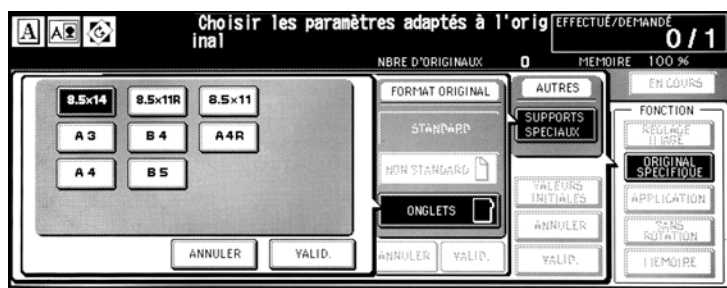 A
A
Choisir les paramètres adaptés à l'orig
inal
EFFECTUÉ/DEMANDÉ
0/1
NBRE D'ORIGINAUX 0 MEMOIRE 100 %
8.5x14 8.5x11R 8.5x11
A3 B4 A4R
A4 B5
ANNULER VALID.
FORMAT ORIGINAL
STANDARD
NON STANDARD
ONGLETS
ANNULER VALID.
AUTRES
SUPPORTS
SPECIAUX
VALEURS
INITIALES
ANNULER
VALID.
EN COURS
FONCTION
REGLAGE
IMAGE
ORIGINAL
SPECIFIQUE
APPLICATION
SANS
ROTATION
MEMOIRE